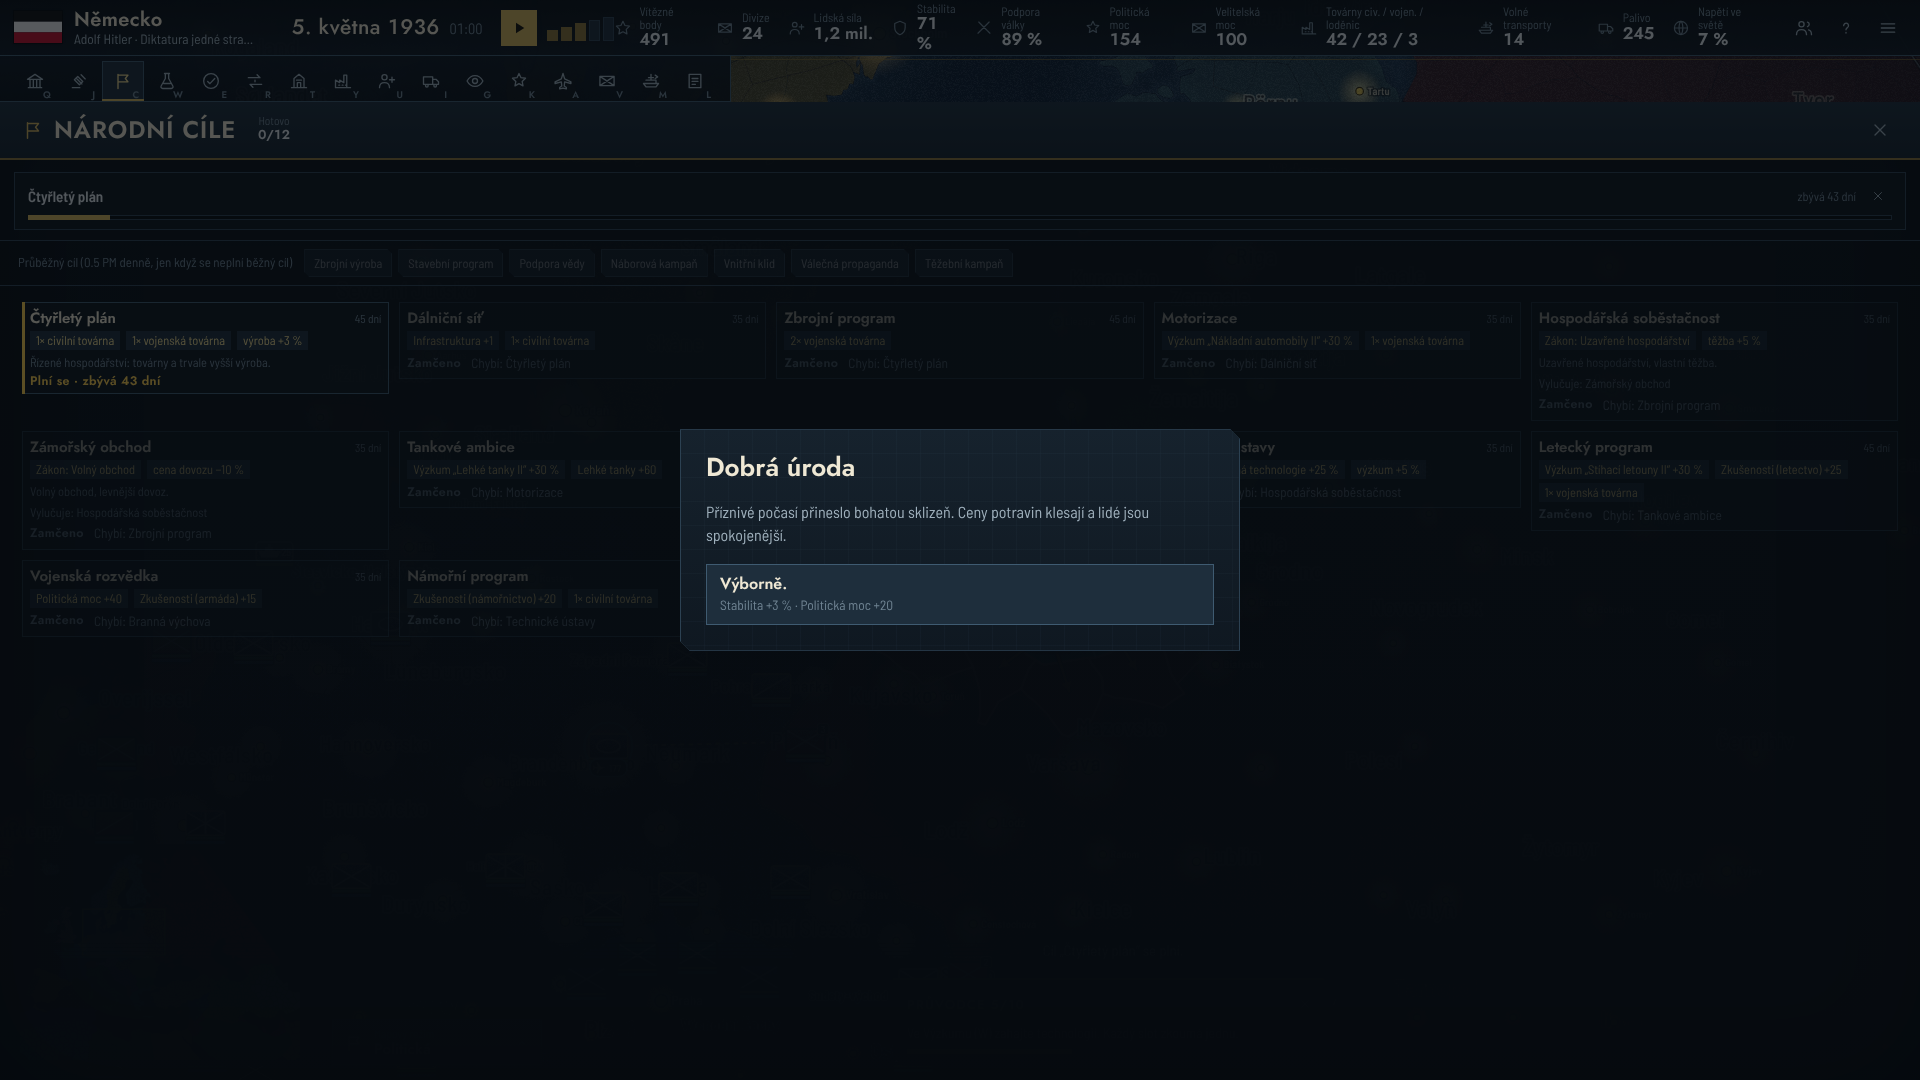 Německo
Adolf Hitler · Diktatura jedné stra...
5. května 1936 01:00
Vítězné body 491
Divize 24
Lidská síla 1,2 mil.
Stabilita 71 %
Podpora války 89 %
Politická moc 154
Velitelská moc 100
Továrny civ. / vojen. / loděnic 42 / 23 / 3
Volné transporty 14
Palivo 245
Napětí ve světě 7 %
?
Q J C W E R T Y U I G K A V M L
Tartu
NÁRODNÍ CÍLE
Hotovo
0/12
Čtyřletý plán
zbývá 43 dní
Průběžný cíl (0.5 PM denně, jen když se neplní běžný cíl)
Zbrojní výroba
Stavební program
Podpora vědy
Náborová kampaň
Vnitřní klid
Válečná propaganda
Těžební kampaň
Čtyřletý plán 45 dní
1× civilní továrna 1× vojenská továrna výroba +3 %
Řízené hospodářství: továrny a trvale vyšší výroba.
Plní se · zbývá 43 dní
Dálniční síť 35 dní
Infrastruktura +1 1× civilní továrna
Zamčeno Chybí: Čtyřletý plán
Zbrojní program 45 dní
2× vojenská továrna
Zamčeno Chybí: Čtyřletý plán
Motorizace 35 dní
Výzkum „Nákladní automobily II" +30 % 1× vojenská továrna
Zamčeno Chybí: Dálniční síť
Hospodářská soběstačnost 35 dní
Zákon: Uzavřené hospodářství těžba +5 %
Uzavřené hospodářství, vlastní těžba.
Vylučuje: Zámořský obchod
Zamčeno Chybí: Zbrojní program
Zámořský obchod 35 dní
Zákon: Volný obchod cena dovozu −10 %
Volný obchod, levnější dovoz.
Vylučuje: Hospodářská soběstačnost
Zamčeno Chybí: Zbrojní program
Tankové ambice
Výzkum „Lehké tanky II" +30 % Lehké tanky +60
Zamčeno Chybí: Motorizace
stavy 35 dní
á technologie +25 % výzkum +5 %
ybí: Hospodářská soběstačnost
Letecký program 45 dní
Výzkum „Stíhací letouny II" +30 % Zkušenosti (letectvo) +25
1× vojenská továrna
Zamčeno Chybí: Tankové ambice
Vojenská rozvědka 35 dní
Politická moc +40 Zkušenosti (armáda) +15
Zamčeno Chybí: Branná výchova
Námořní program
Zkušenosti (námořnictvo) +20 1× civilní továrna
Zamčeno Chybí: Technické ústavy
Dobrá úroda
Příznivé počasí přineslo bohatou sklizeň. Ceny potravin klesají a lidé jsou
spokojenější.
Výborně.
Stabilita +3 % · Politická moc +20